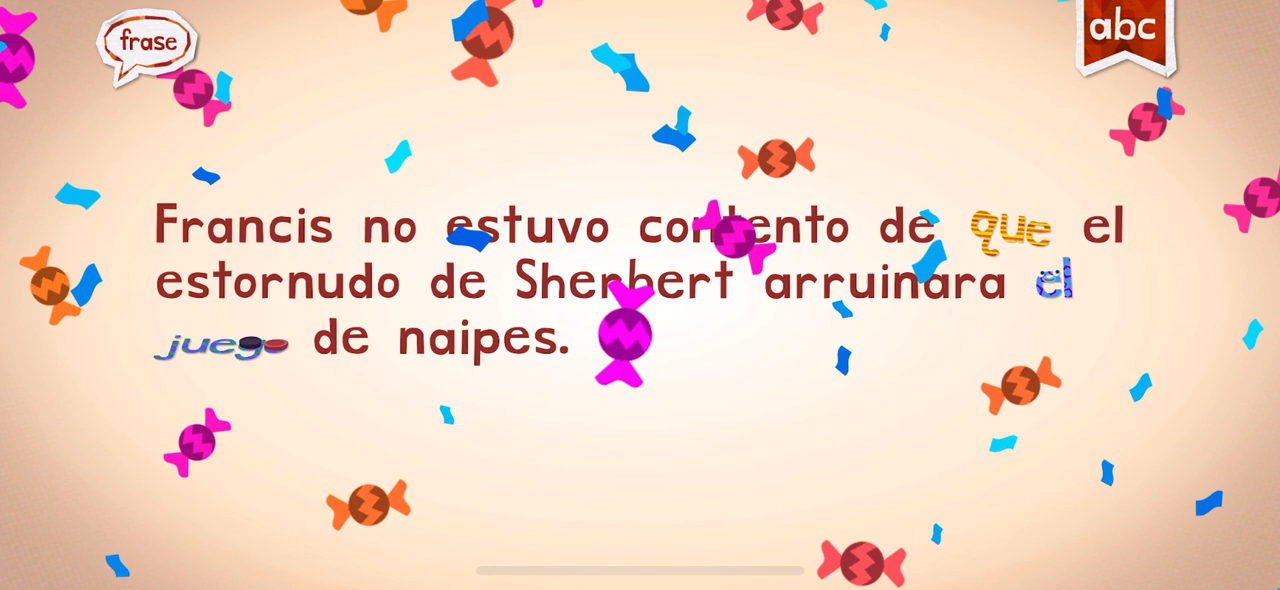 frase
abc
Francis no estuvo contento de que el
estornudo de Sherbert arruinara el
juego de naipes.